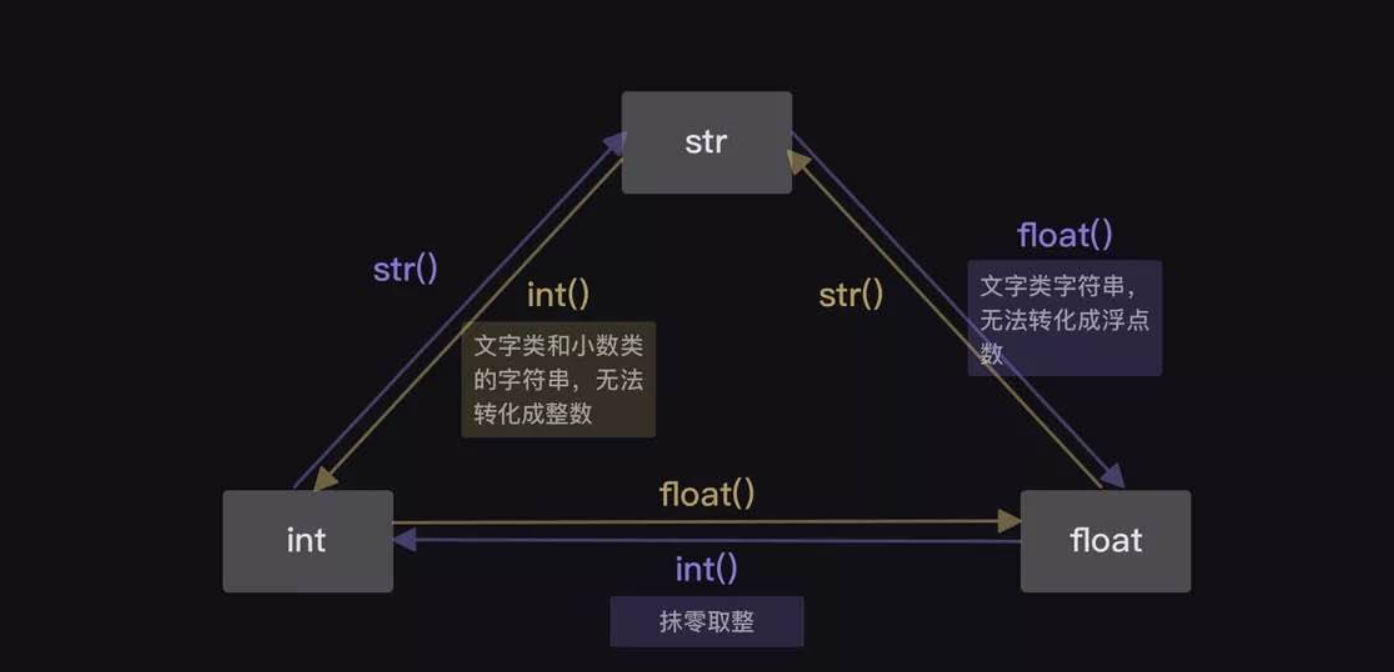 str
str()
float()
int()
str()
文字类字符串，
无法转化成浮点
数
文字类和小数类
的字符串，无法
转化成整数
float()
int
float
int()
抹零取整